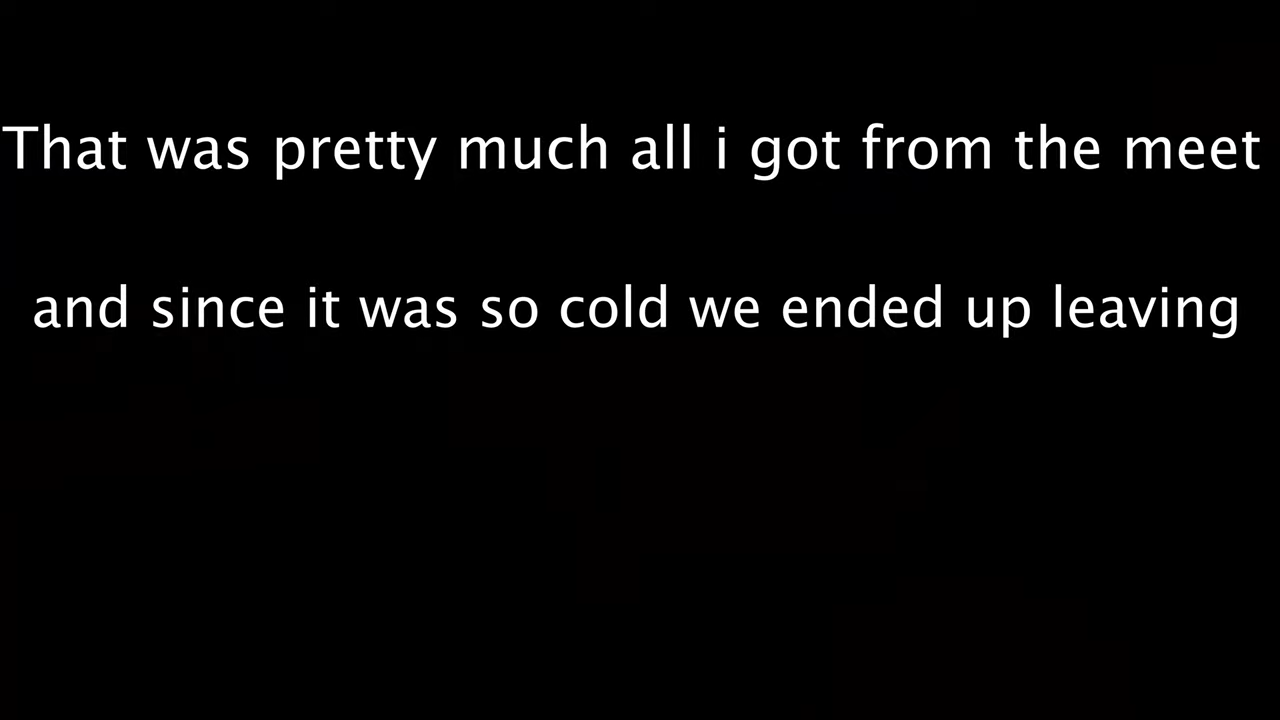 That was pretty much all i got from the meet
and since it was so cold we ended up leaving